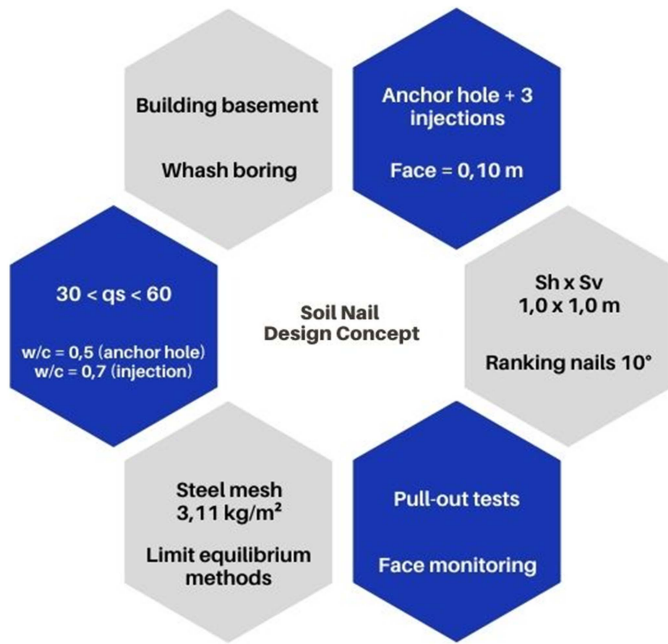 Building basement
Whash boring
Anchor hole + 3
injections
Face = 0,10 m
30 < qs < 60
w/c = 0,5 (anchor hole)
w/c = 0,7 (injection)
Soil Nail
Design Concept
Sh x Sv
1,0 x 1,0 m
Ranking nails 10°
Steel mesh
3,11 kg/m²
Limit equilibrium
methods
Pull-out tests
Face monitoring